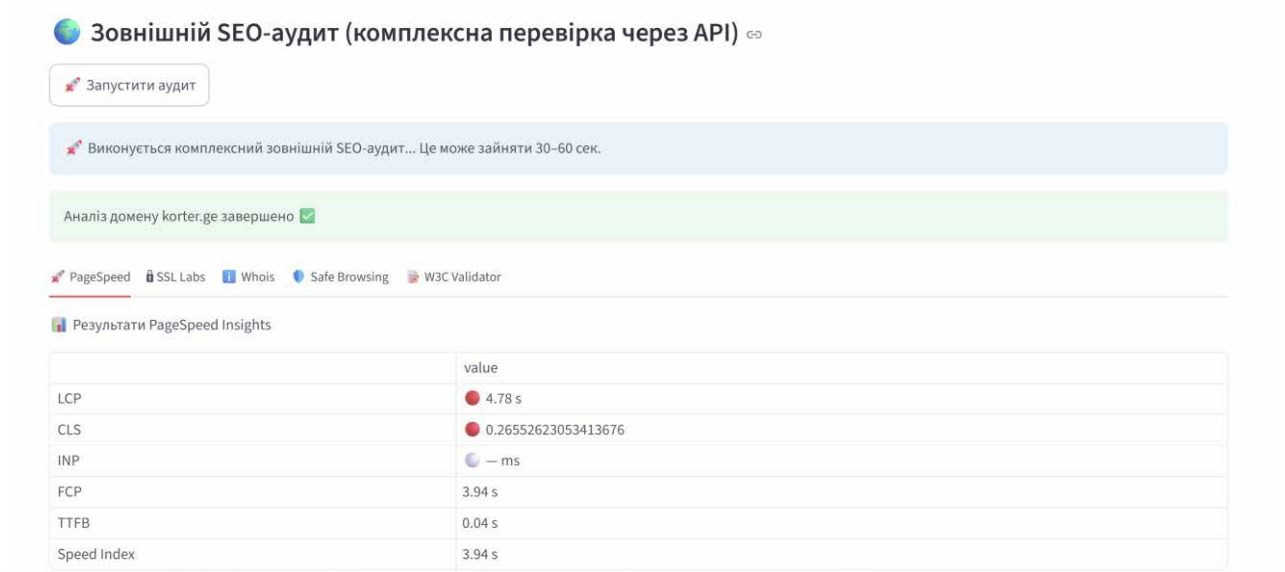 Зовнішній SEO-аудит (комплексна перевірка через API)
Запустити аудит
Виконується комплексний зовнішній SEO-аудит... Це може зайняти 30–60 сек.
Аналіз домену korter.ge завершено
PageSpeed SSL Labs Whois Safe Browsing W3C Validator
Результати PageSpeed Insights
value
LCP 4.78 s
CLS 0.26552623053413676
INP — ms
FCP 3.94 s
TTFB 0.04 s
Speed Index 3.94 s